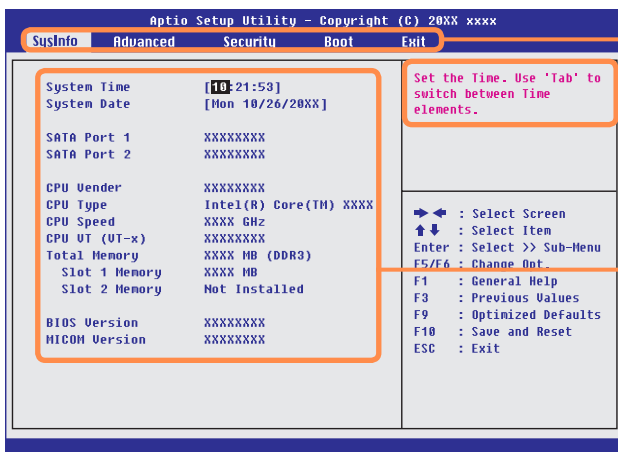 Aptio Setup Utility – Copyright (C) 20XX xxxx
SysInfo Advanced Security Boot Exit
System Time [10:21:53]
System Date [Mon 10/26/20XX]
SATA Port 1 XXXXXXXX
SATA Port 2 XXXXXXXX
CPU Vender XXXXXXXX
CPU Type Intel(R) Core(TM) XXXX
CPU Speed XXXX GHz
CPU VT (VT-x) XXXXXXXX
Total Memory XXXX MB (DDR3)
Slot 1 Memory XXXX MB
Slot 2 Memory Not Installed
BIOS Version XXXXXXXX
MICOM Version XXXXXXXX
Set the Time. Use 'Tab' to
switch between Time
elements.
: Select Screen
: Select Item
Enter : Select >> Sub-Menu
F5/F6 : Change Opt.
F1 : General Help
F3 : Previous Values
F9 : Optimized Defaults
F10 : Save and Reset
ESC : Exit